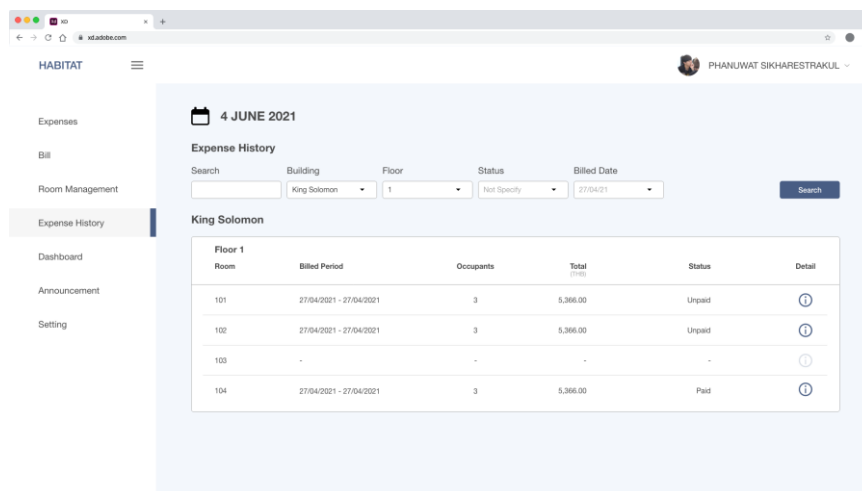 Xd XD × +
xd.adobe.com
HABITAT
PHANUWAT SIKHARESTRAKUL
Expenses
Bill
Room Management
Expense History
Dashboard
Announcement
Setting
4 JUNE 2021
Expense History
Search Building Floor Status Billed Date
King Solomon 1 Not Specify 27/04/21 Search
King Solomon
Floor 1
Room Billed Period Occupants Total Status Detail
(THB)
101 27/04/2021 - 27/04/2021 3 5,366.00 Unpaid
102 27/04/2021 - 27/04/2021 3 5,366.00 Unpaid
103 - - - -
104 27/04/2021 - 27/04/2021 3 5,366.00 Paid